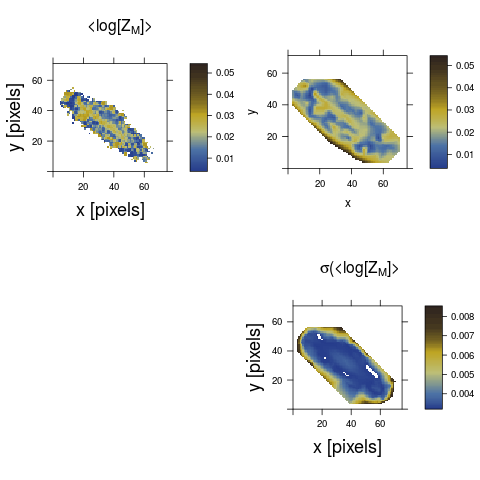 <log[Z_M]>
60
40
20
20 40 60
y [pixels]
x [pixels]
0.05
0.04
0.03
0.02
0.01
60
40
20
20 40 60
y
x
0.05
0.04
0.03
0.02
0.01
σ(<log[Z_M]>
60
40
20
20 40 60
y [pixels]
x [pixels]
0.008
0.007
0.006
0.005
0.004